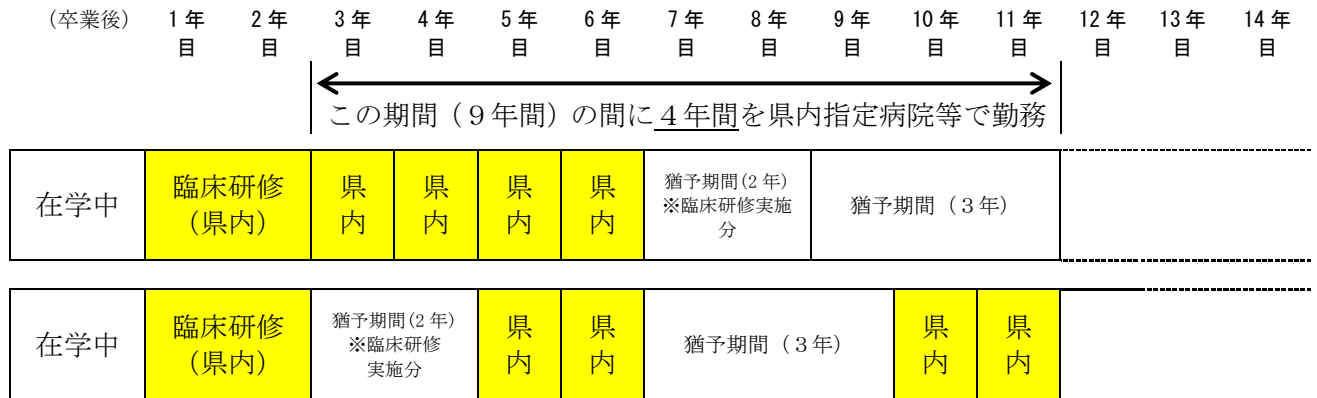 (卒業後) 1年 2年 3年 4年 5年 6年 7年 8年 9年 10年 11年 12年 13年 14年
目 目 目 目 目 目 目 目 目 目 目 目 目 目
この期間(9年間)の間に4年間を県内指定病院等で勤務
在学中
臨床研修
(県内)
県
内
県
内
県
内
県
内
猶予期間(2年)
※臨床研修実施
分
猶予期間(3年)
在学中
臨床研修
(県内)
猶予期間(2年)
※臨床研修
実施分
県
内
県
内
猶予期間(3年)
県
内
県
内